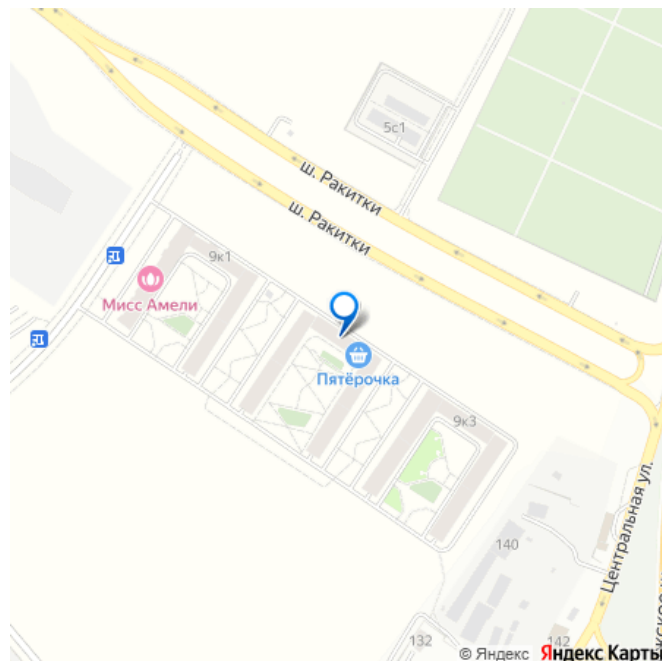 5с1
ш. Ракитки
ш. Ракитки
9к1
Мисс Амели
Пятёрочка
9к3
Центральная ул.
140
132
142
© Яндекс Яндекс Карты